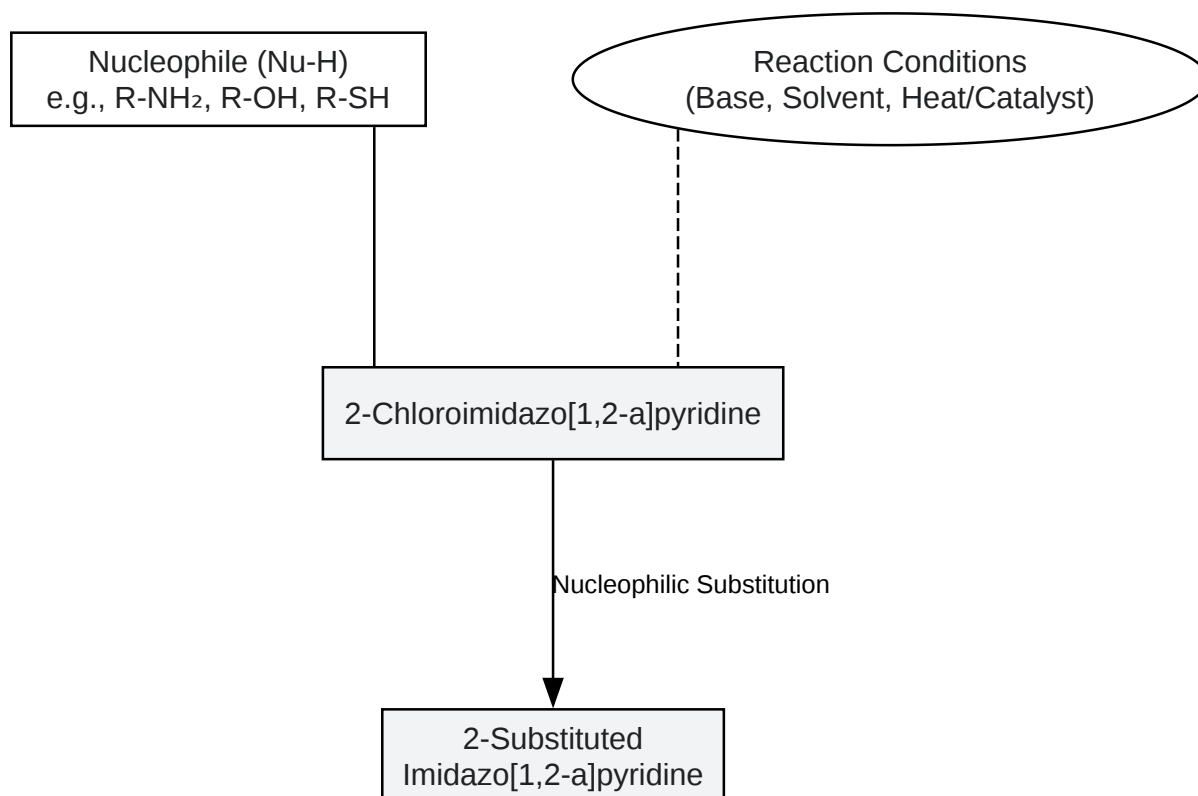 Nucleophile (Nu-H)
e.g., R-NH₂, R-OH, R-SH
Reaction Conditions
(Base, Solvent, Heat/Catalyst)
2-Chloroimidazo[1,2-a]pyridine
Nucleophilic Substitution
2-Substituted
Imidazo[1,2-a]pyridine